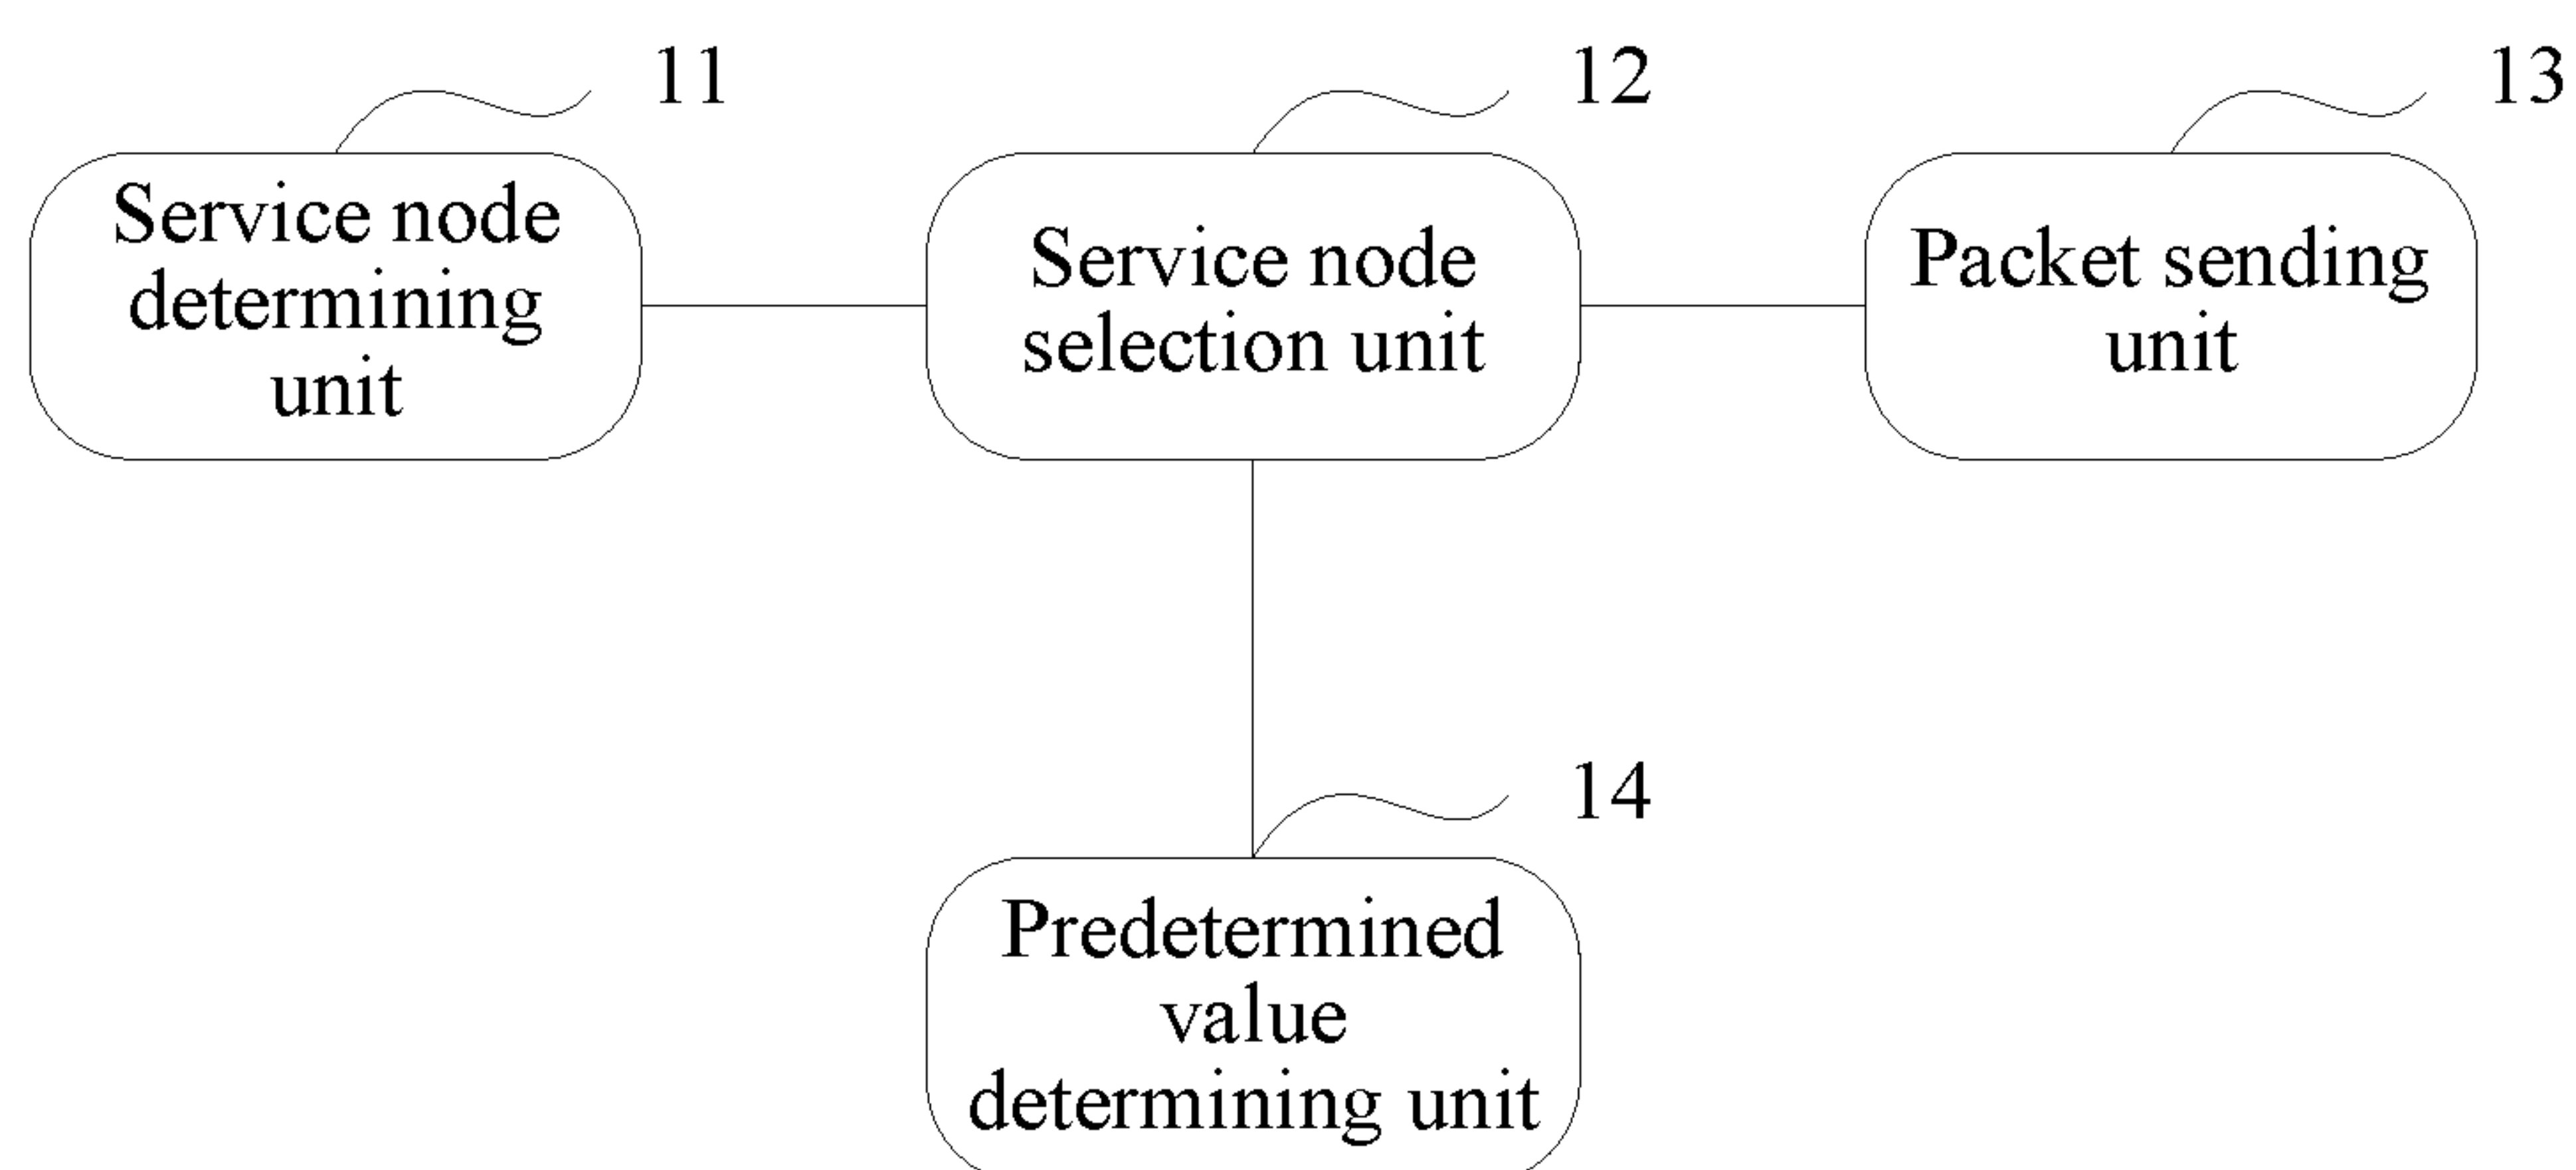 11
12
13
Service node
determining
unit
Service node
selection unit
Packet sending
unit
14
Predetermined
value
determining unit